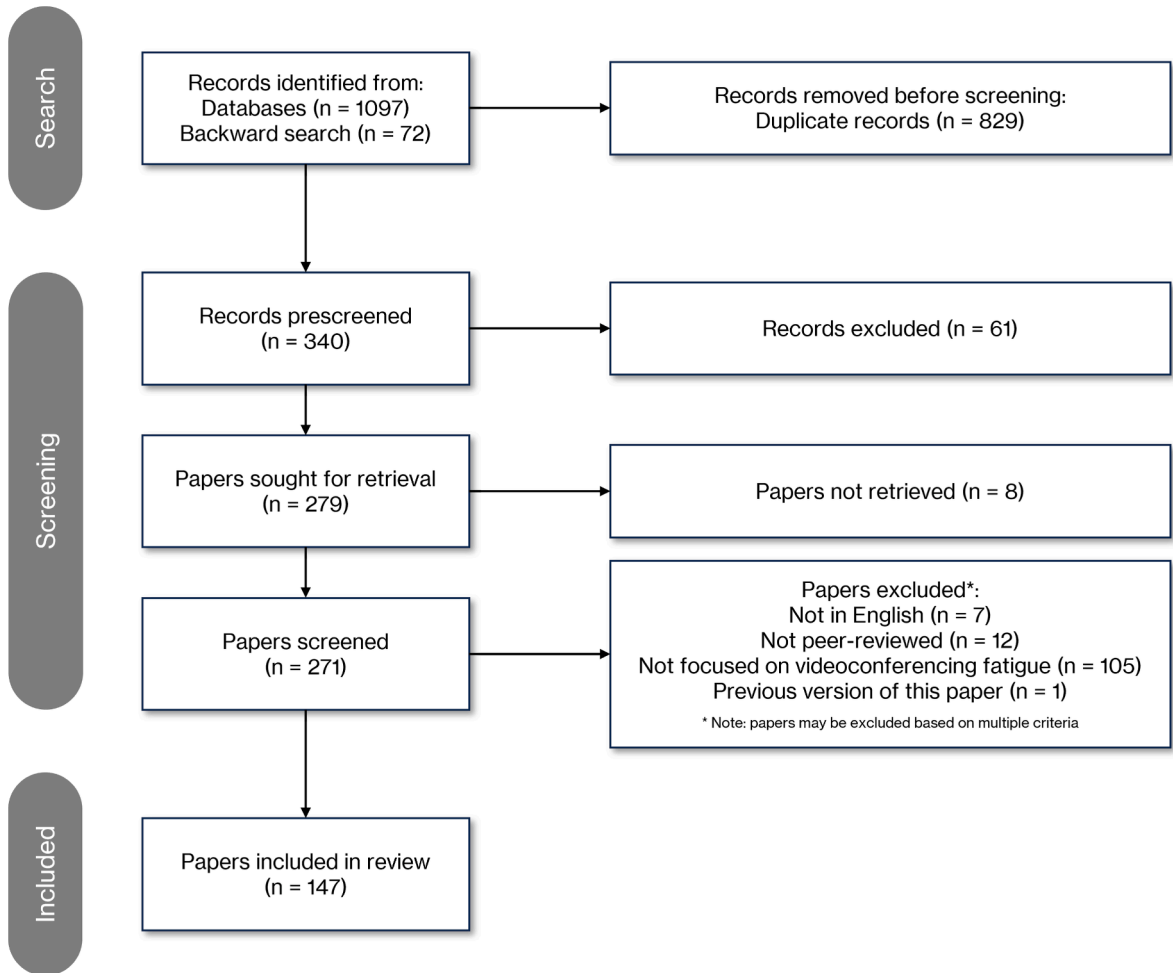 Search
Records identified from:
Databases (n = 1097)
Backward search (n = 72)
Records removed before screening:
Duplicate records (n = 829)
Screening
Records prescreened
(n = 340)
Records excluded (n = 61)
Papers sought for retrieval
(n = 279)
Papers not retrieved (n = 8)
Papers screened
(n = 271)
Papers excluded*:
Not in English (n = 7)
Not peer-reviewed (n = 12)
Not focused on videoconferencing fatigue (n = 105)
Previous version of this paper (n = 1)
* Note: papers may be excluded based on multiple criteria
Included
Papers included in review
(n = 147)